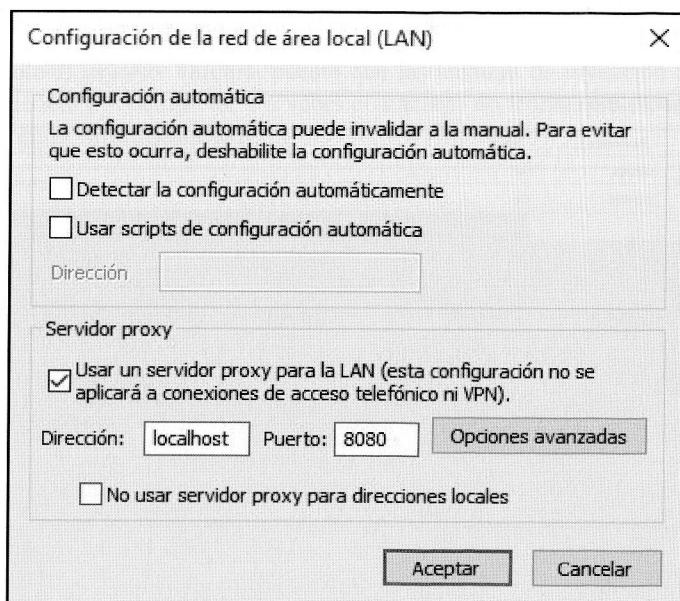 Configuración de la red de área local (LAN)
Configuración automática
La configuración automática puede invalidar a la manual. Para evitar
que esto ocurra, deshabilite la configuración automática.
Detectar la configuración automáticamente
Usar scripts de configuración automática
Dirección
Servidor proxy
Usar un servidor proxy para la LAN (esta configuración no se
aplicará a conexiones de acceso telefónico ni VPN).
Dirección: localhost Puerto: 8080 Opciones avanzadas
No usar servidor proxy para direcciones locales
Aceptar Cancelar